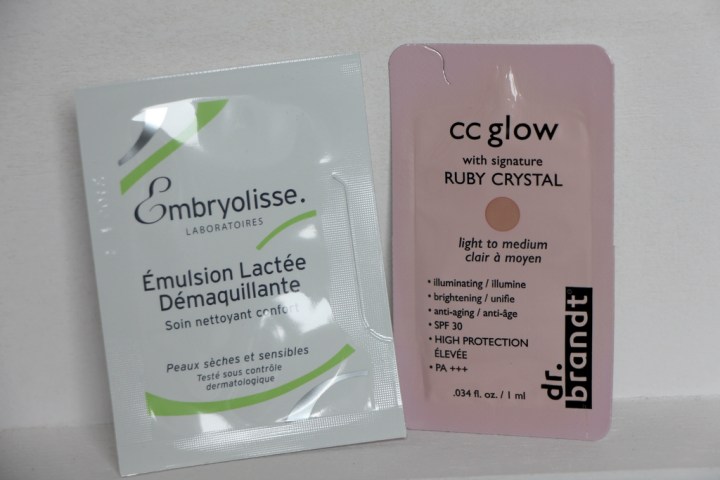 Embryolisse.
LABORATOIRES
Émulsion Lactée
Démaquillante
Soin nettoyant confort
Peaux sèches et sensibles
Testé sous contrôle
dermatologique
cc glow
with signature
RUBY CRYSTAL
light to medium
clair à moyen
• illuminating / illumine
• brightening / unifie
• anti-aging / anti-âge
• SPF 30
• HIGH PROTECTION
ÉLEVÉE
• PA +++
.034 fl. oz. / 1 ml
dr.
brandt®